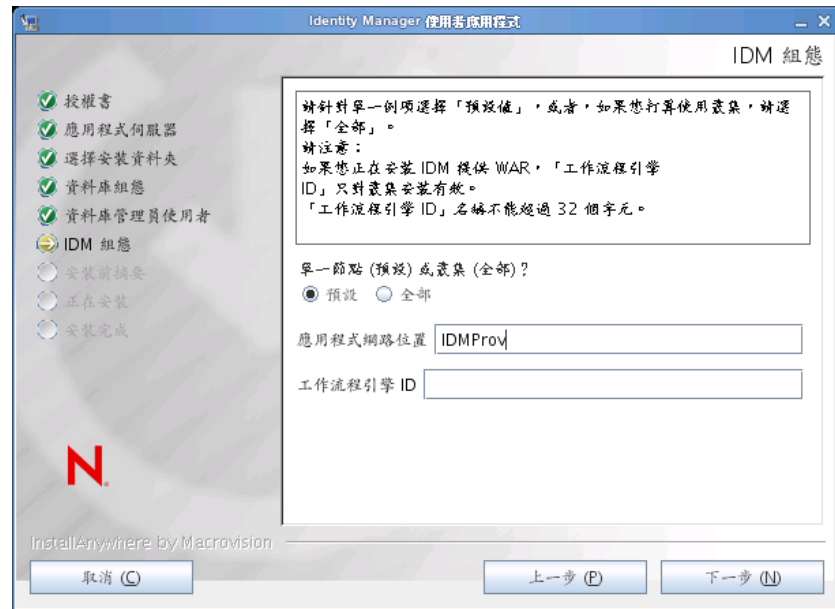 Identity Manager 使用者應用程式
IDM 組態
授權書
應用程式伺服器
選擇安裝資料夾
資料庫組態
資料庫管理員使用者
IDM 組態
安裝前摘要
正在安裝
安裝完成
請針對單一例項選擇「預設值」，或者，如果您打算使用叢集，請選
擇「全部」。
請注意：
如果您正在安裝 IDM 提供 WAR，「工作流程引擎
ID」只對叢集安裝有效。
「工作流程引擎 ID」名稱不能超過 32 個字元。
單一節點 (預設) 或叢集 (全部)？
預設 全部
應用程式網路位置 IDMProv
工作流程引擎 ID
N
InstallAnywhere by Macrovision
取消 (C) 上一步 (P) 下一步 (N)